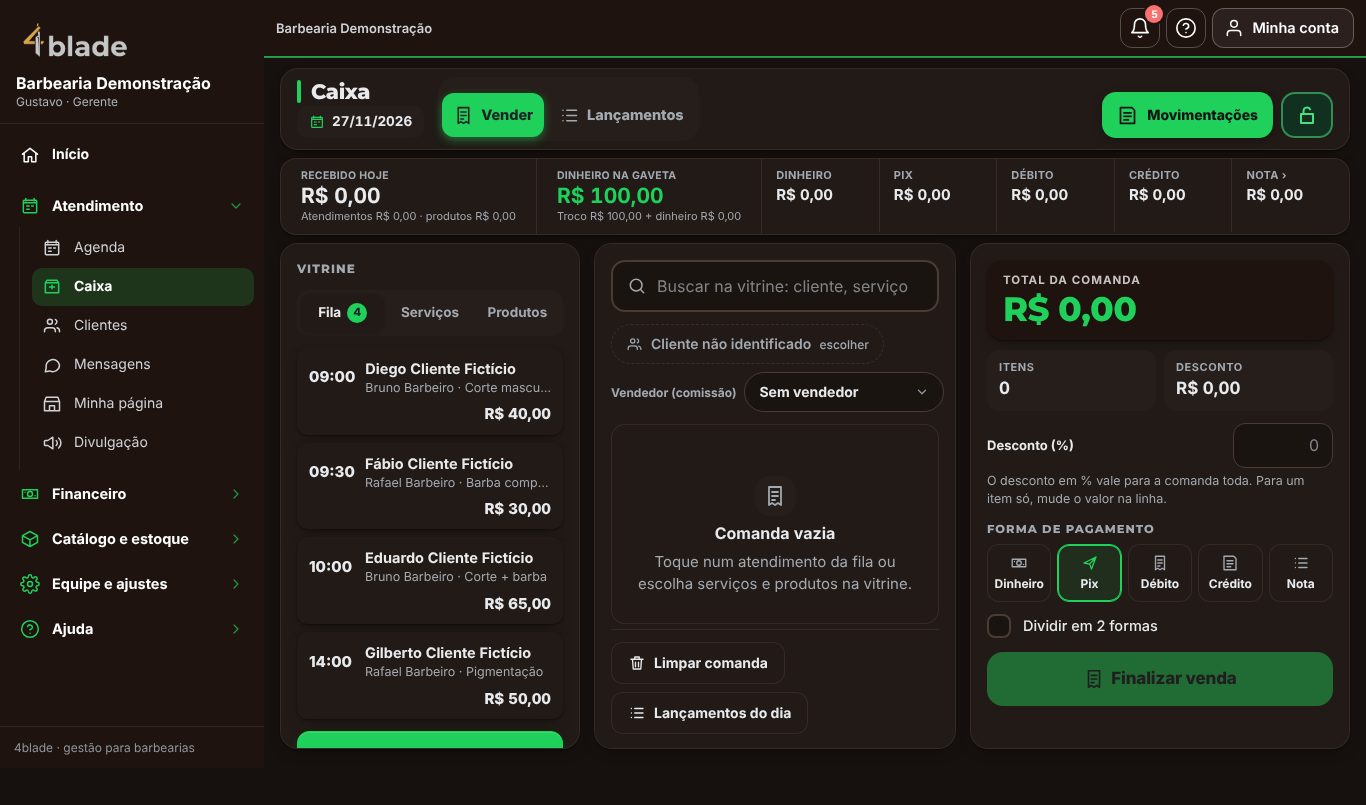 4blade
Barbearia Demonstração
Gustavo · Gerente
Início
Atendimento
Agenda
Caixa
Clientes
Mensagens
Minha página
Divulgação
Financeiro
Catálogo e estoque
Equipe e ajustes
Ajuda
4blade · gestão para barbearias
Barbearia Demonstração
5
Minha conta
Caixa
27/11/2026
Vender
Lançamentos
Movimentações
RECEBIDO HOJE
R$ 0,00
Atendimentos R$ 0,00 · produtos R$ 0,00
DINHEIRO NA GAVETA
R$ 100,00
Troco R$ 100,00 + dinheiro R$ 0,00
DINHEIRO
R$ 0,00
PIX
R$ 0,00
DÉBITO
R$ 0,00
CRÉDITO
R$ 0,00
NOTA ›
R$ 0,00
VITRINE
Fila 4
Serviços
Produtos
09:00
Diego Cliente Fictício
Bruno Barbeiro · Corte mascu...
R$ 40,00
09:30
Fábio Cliente Fictício
Rafael Barbeiro · Barba comp...
R$ 30,00
10:00
Eduardo Cliente Fictício
Bruno Barbeiro · Corte + barba
R$ 65,00
14:00
Gilberto Cliente Fictício
Rafael Barbeiro · Pigmentação
R$ 50,00
Buscar na vitrine: cliente, serviço
Cliente não identificado escolher
Vendedor (comissão)
Sem vendedor
Comanda vazia
Toque num atendimento da fila ou
escolha serviços e produtos na vitrine.
Limpar comanda
Lançamentos do dia
TOTAL DA COMANDA
R$ 0,00
ITENS
0
DESCONTO
R$ 0,00
Desconto (%)
0
O desconto em % vale para a comanda toda. Para um
item só, mude o valor na linha.
FORMA DE PAGAMENTO
Dinheiro
Pix
Débito
Crédito
Nota
Dividir em 2 formas
Finalizar venda